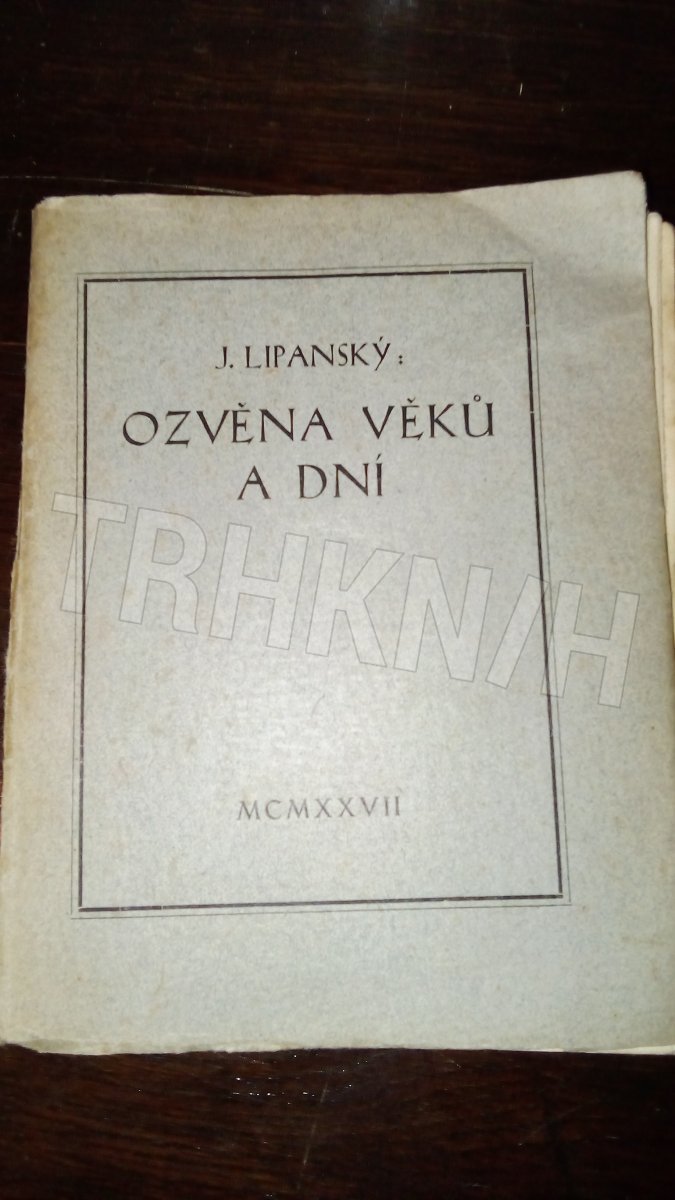 J. LIPANSKÝ:
OZVĚNA VĚKŮ
A DNÍ
TRHKNIH
MCMXXVII